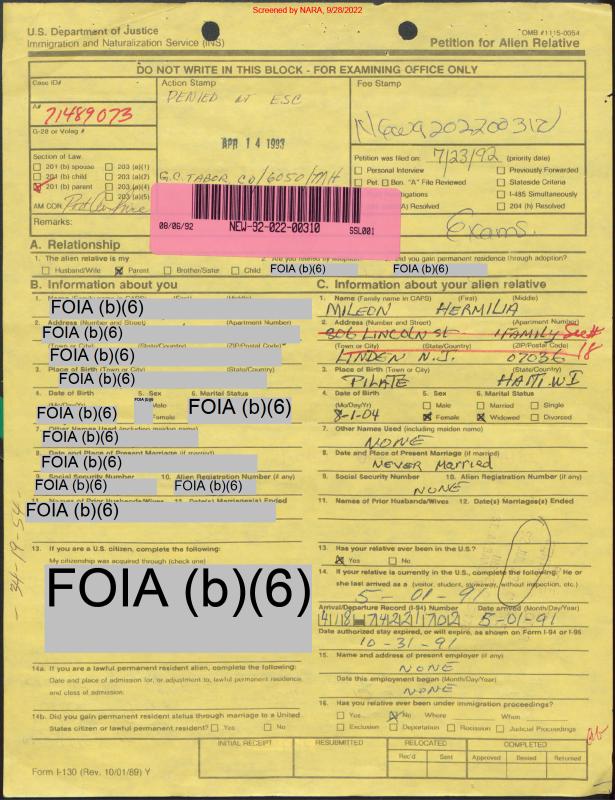 Screened by NARA, 9/28/2022
U.S. Department of Justice
Immigration and Naturalization Service (INS)
OMB #1115-0054
Petition for Alien Relative
DO NOT WRITE IN THIS BLOCK - FOR EXAMINING OFFICE ONLY
Case ID#
Action Stamp
Fee Stamp
DENIED AT ESC
A#
71489073
G-28 or Volag #
APR 14 1993
Section of Law:
201 (b) spouse
203 (a)(1)
201 (b) child
203 (a)(2)
201 (b) parent
203 (a)(4)
203 (a)(5)
AM CON:
G.C. TABOR CO/6050/MH
Petition was filed on: 7/23/92 (priority date)
Personal Interview
Previously Forwarded
Pet. Ben. "A" File Reviewed
Stateside Criteria
I-485 Simultaneously
Resolved
204 (h) Resolved
Remarks:
08/06/92 NEW-92-022-00310 SSL001
Exams.
A. Relationship
1. The alien relative is my
Husband/Wife
Parent
Brother/Sister
Child
FOIA (b)(6)
you gain permanent residence through adoption?
FOIA (b)(6)
B. Information about you
C. Information about your alien relative
1. Name (Family name in CAPS) (First) (Middle)
FOIA (b)(6)
1. Name (Family name in CAPS) (First) (Middle)
MILEON HERMILIA
2. Address (Number and Street) (Apartment Number)
FOIA (b)(6)
2. Address (Number and Street) (Apartment Number)
506 LINCOLN ST 1 FAMILY
(Town or City) (State/Country) (ZIP/Postal Code)
FOIA (b)(6)
(Town or City) (State/Country) (ZIP/Postal Code)
LINDEN N.J. 07036
See #
18
3. Place of Birth (Town or City) (State/Country)
FOIA (b)(6)
3. Place of Birth (Town or City) (State/Country)
PILATE HAITI W I
4. Date of Birth 5. Sex 6. Marital Status
FOIA (b)(6)
FOIA (b)(6)
FOIA (b)(6)
4. Date of Birth 5. Sex 6. Marital Status
(Mo/Day/Yr) Male Married Single
-1-04 Female Widowed Divorced
7. Other Names Used (including maiden name)
FOIA (b)(6)
7. Other Names Used (including maiden name)
NONE
8. Date and Place of Present Marriage (if married)
FOIA (b)(6)
8. Date and Place of Present Marriage (if married)
NEVER Married
9. Social Security Number 10. Alien Registration Number (if any)
FOIA (b)(6)
FOIA (b)(6)
9. Social Security Number 10. Alien Registration Number (if any)
NONE
11. Names of Prior Husbands/Wives 12. Date(s) Marriage(s) Ended
FOIA (b)(6)
11. Names of Prior Husbands/Wives 12. Date(s) Marriage(s) Ended
- 34-19-54 -
13. If you are a U.S. citizen, complete the following:
My citizenship was acquired through (check one)
FOIA (b)(6)
13. Has your relative ever been in the U.S.?
Yes No
14. If your relative is currently in the U.S., complete the following: He or
she last arrived as a (visitor, student, stowaway, without inspection, etc.)
5-01-91
Arrival/Departure Record (I-94) Number Date arrived (Month/Day/Year)
5-01-91
Date authorized stay expired, or will expire, as shown on Form I-94 or I-95
10-31-91
14a. If you are a lawful permanent resident alien, complete the following:
Date and place of admission for, or adjustment to, lawful permanent residence,
and class of admission:
15. Name and address of present employer (if any)
NONE
Date this employment began (Month/Day/Year)
NONE
14b. Did you gain permanent resident status through marriage to a United
States citizen or lawful permanent resident? Yes No
16. Has your relative ever been under immigration proceedings?
Yes No Where When
Exclusion Deportation Recission Judicial Proceedings
INITIAL RECEIPT
RESUBMITTED
RELOCATED
COMPLETED
Rec'd
Sent
Approved
Denied
Returned
Form I-130 (Rev. 10/01/89) Y